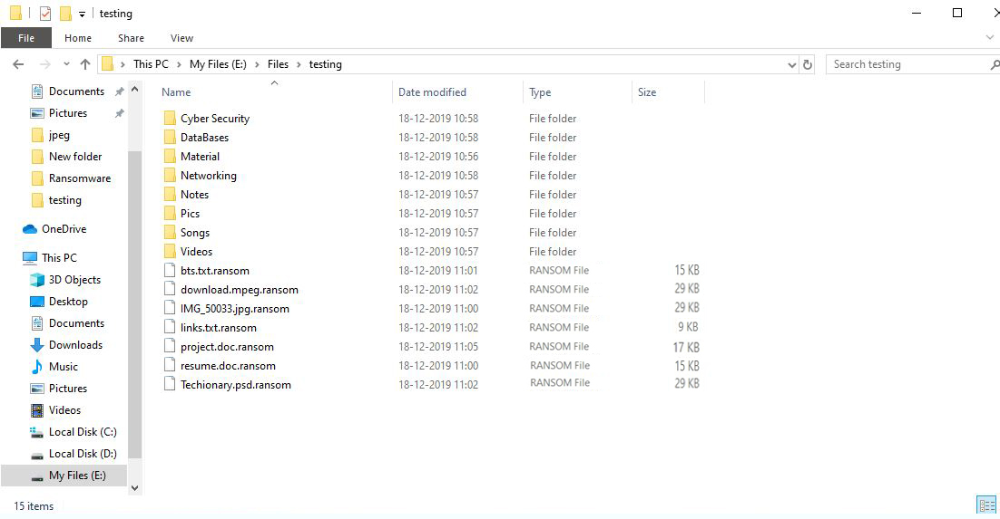 testing
File Home Share View
This PC My Files (E:) Files testing Search testing
Documents
Pictures
jpeg
New folder
Ransomware
testing
OneDrive
This PC
3D Objects
Desktop
Documents
Downloads
Music
Pictures
Videos
Local Disk (C:)
Local Disk (D:)
My Files (E:)
Name Date modified Type Size
Cyber Security 18-12-2019 10:58 File folder
DataBases 18-12-2019 10:58 File folder
Material 18-12-2019 10:56 File folder
Networking 18-12-2019 10:58 File folder
Notes 18-12-2019 10:57 File folder
Pics 18-12-2019 10:57 File folder
Songs 18-12-2019 10:57 File folder
Videos 18-12-2019 10:57 File folder
bts.txt.ransom 18-12-2019 11:01 RANSOM File 15 KB
download.mpeg.ransom 18-12-2019 11:02 RANSOM File 29 KB
IMG_50033.jpg.ransom 18-12-2019 11:00 RANSOM File 29 KB
links.txt.ransom 18-12-2019 11:02 RANSOM File 9 KB
project.doc.ransom 18-12-2019 11:05 RANSOM File 17 KB
resume.doc.ransom 18-12-2019 11:00 RANSOM File 15 KB
Techionary.psd.ransom 18-12-2019 11:02 RANSOM File 29 KB
15 items